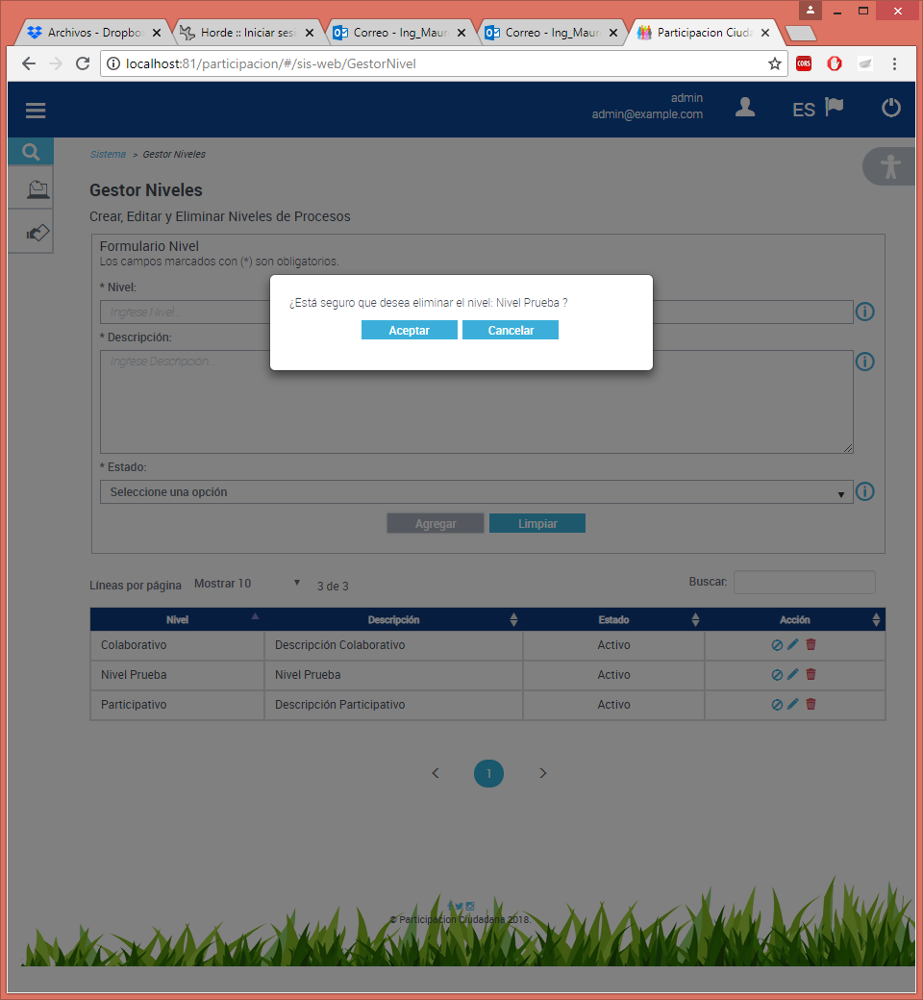 Archivos - Dropbo
Horde :: Iniciar sesi
Correo - Ing_Maur
Correo - Ing_Maur
Participacion Ciuda
localhost:81/participacion/#/sis-web/GestorNivel
CORS
admin
admin@example.com
ES
Sistema > Gestor Niveles
Gestor Niveles
Crear, Editar y Eliminar Niveles de Procesos
Formulario Nivel
Los campos marcados con (*) son obligatorios.
* Nivel:
Ingrese Nivel...
¿Está seguro que desea eliminar el nivel: Nivel Prueba ?
Aceptar Cancelar
* Descripción:
Ingrese Descripción...
* Estado:
Seleccione una opción
Agregar Limpiar
Líneas por página Mostrar 10 3 de 3 Buscar:
Nivel Descripción Estado Acción
Colaborativo Descripción Colaborativo Activo
Nivel Prueba Nivel Prueba Activo
Participativo Descripción Participativo Activo
1
© Participacion Ciudadana 2018.